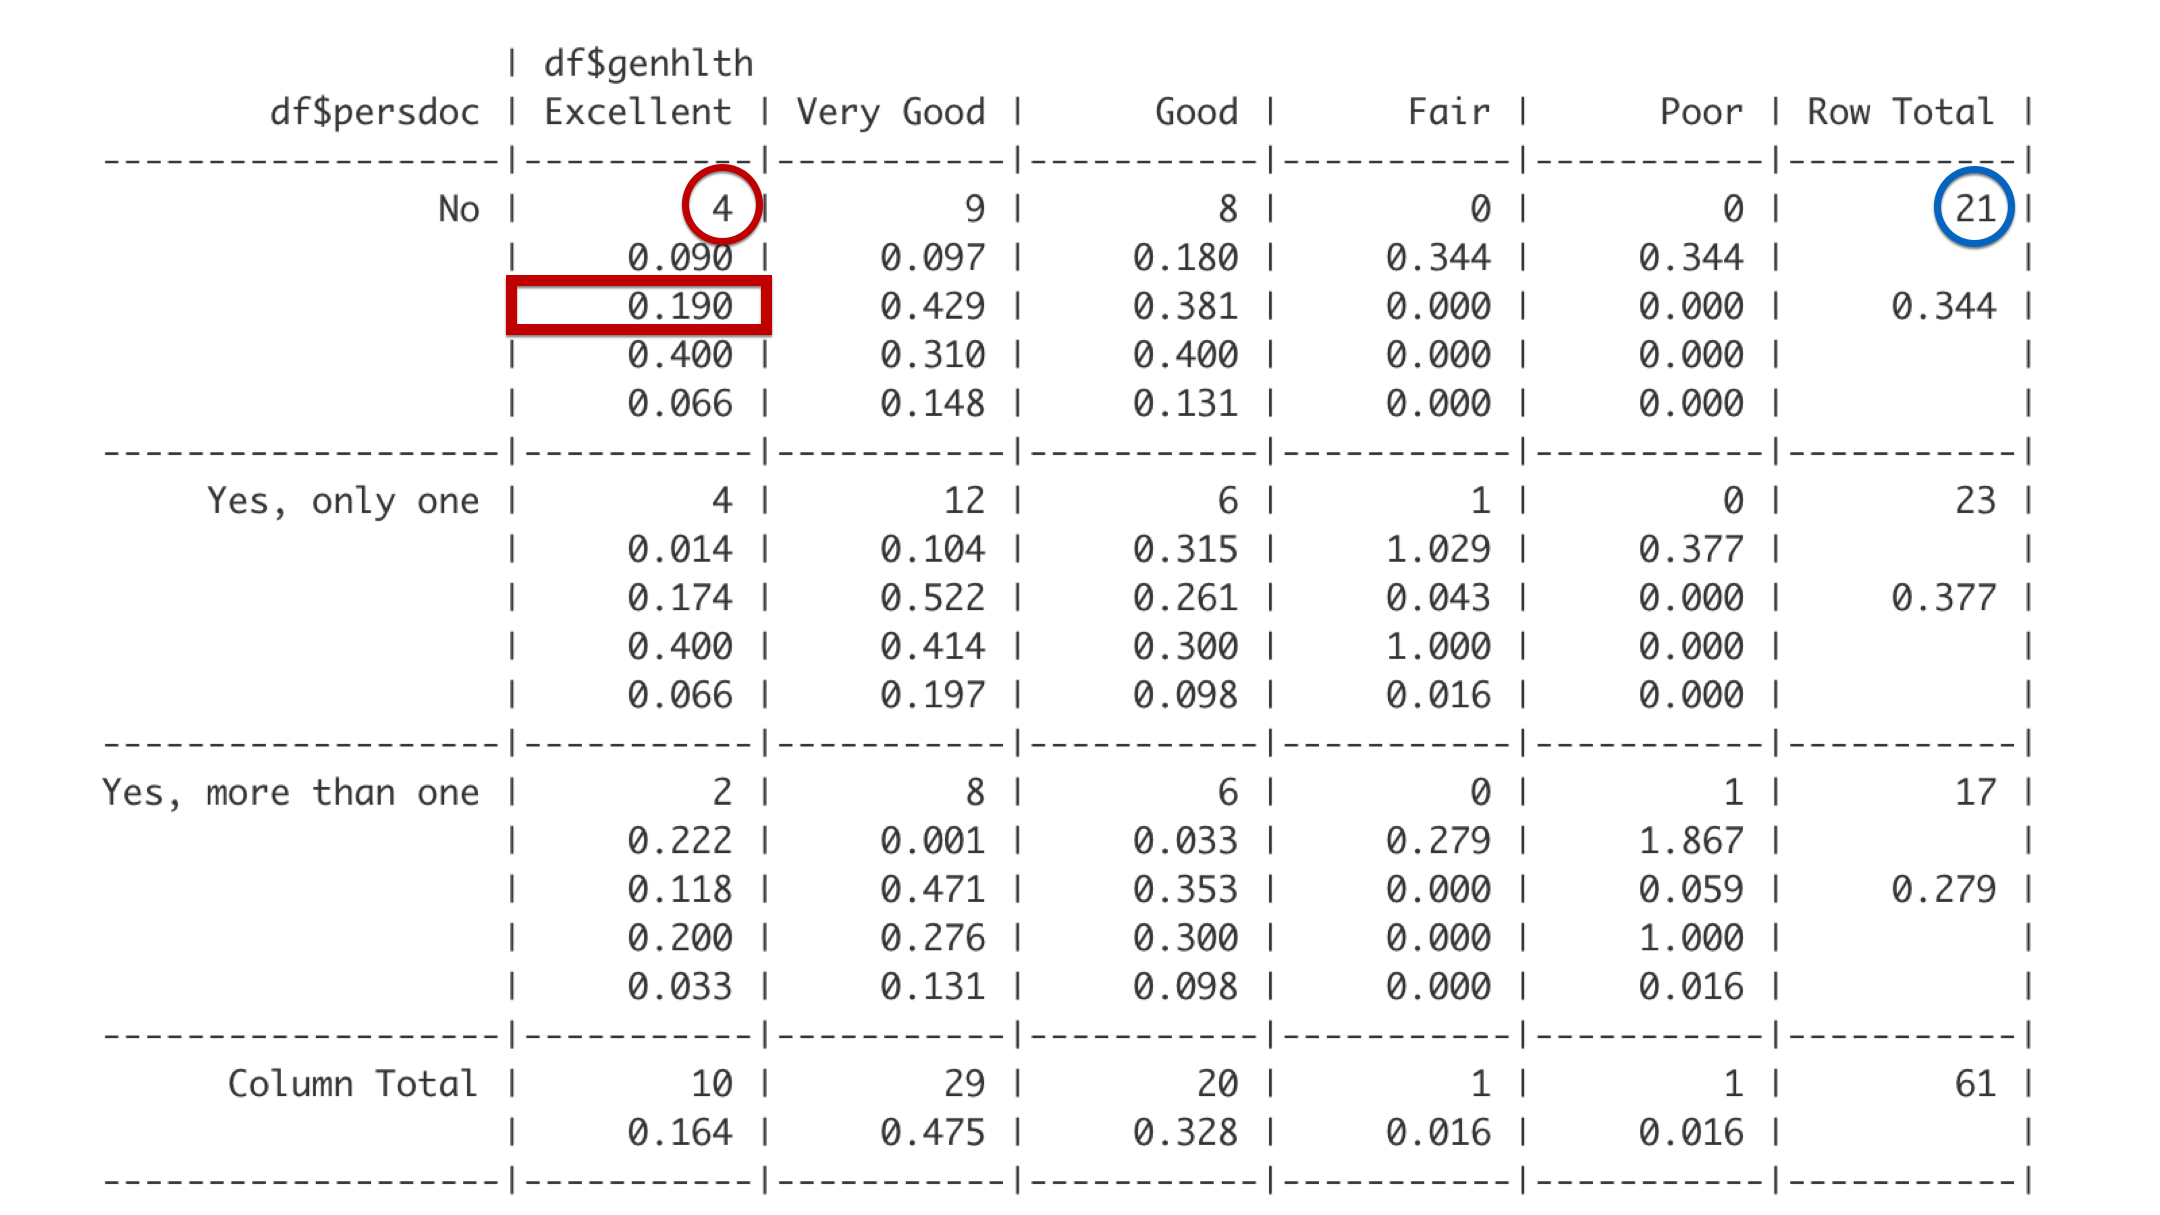 | df$genhlth
      df$persdoc | Excellent | Very Good |      Good |      Fair |      Poor | Row Total |
-------------------|-----------|-----------|-----------|-----------|-----------|-----------|
              No |         4 |         9 |         8 |         0 |         0 |        21 |
                 |     0.090 |     0.097 |     0.180 |     0.344 |     0.344 |           |
                 |     0.190 |     0.429 |     0.381 |     0.000 |     0.000 |     0.344 |
                 |     0.400 |     0.310 |     0.400 |     0.000 |     0.000 |           |
                 |     0.066 |     0.148 |     0.131 |     0.000 |     0.000 |           |
-------------------|-----------|-----------|-----------|-----------|-----------|-----------|
   Yes, only one |         4 |        12 |         6 |         1 |         0 |        23 |
                 |     0.014 |     0.104 |     0.315 |     1.029 |     0.377 |           |
                 |     0.174 |     0.522 |     0.261 |     0.043 |     0.000 |     0.377 |
                 |     0.400 |     0.414 |     0.300 |     1.000 |     0.000 |           |
                 |     0.066 |     0.197 |     0.098 |     0.016 |     0.000 |           |
-------------------|-----------|-----------|-----------|-----------|-----------|-----------|
Yes, more than one |         2 |         8 |         6 |         0 |         1 |        17 |
                 |     0.222 |     0.001 |     0.033 |     0.279 |     1.867 |           |
                 |     0.118 |     0.471 |     0.353 |     0.000 |     0.059 |     0.279 |
                 |     0.200 |     0.276 |     0.300 |     0.000 |     1.000 |           |
                 |     0.033 |     0.131 |     0.098 |     0.000 |     0.016 |           |
-------------------|-----------|-----------|-----------|-----------|-----------|-----------|
    Column Total |        10 |        29 |        20 |         1 |         1 |        61 |
                 |     0.164 |     0.475 |     0.328 |     0.016 |     0.016 |           |
-------------------|-----------|-----------|-----------|-----------|-----------|-----------|